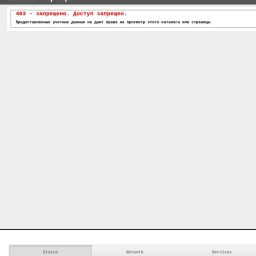 403 - запрещено. Доступ запрещен.
Предоставленные учетные данные не дают права на просмотр этого каталога или страницы.
Status
Network
Services